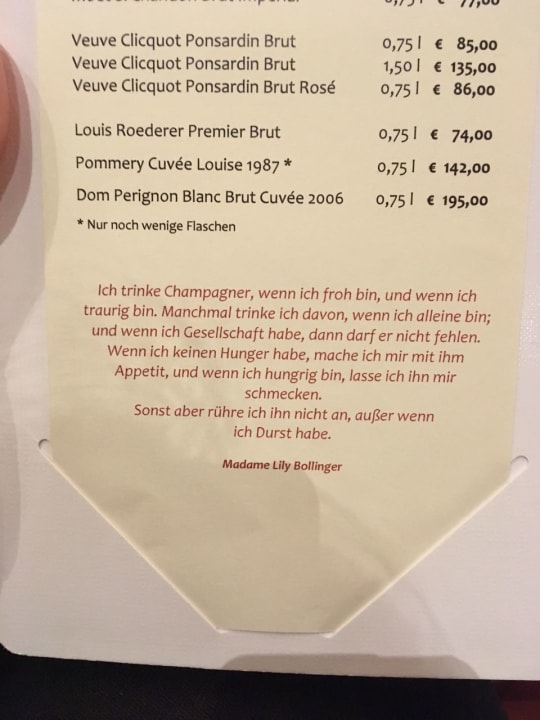 0,75 l € 77,00
Veuve Clicquot Ponsardin Brut 0,75 l € 85,00
Veuve Clicquot Ponsardin Brut 1,50 l € 135,00
Veuve Clicquot Ponsardin Brut Rosé 0,75 l € 86,00
Louis Roederer Premier Brut 0,75 l € 74,00
Pommery Cuvée Louise 1987 * 0,75 l € 142,00
Dom Perignon Blanc Brut Cuvée 2006 0,75 l € 195,00
* Nur noch wenige Flaschen
Ich trinke Champagner, wenn ich froh bin, und wenn ich
traurig bin. Manchmal trinke ich davon, wenn ich alleine bin;
und wenn ich Gesellschaft habe, dann darf er nicht fehlen.
Wenn ich keinen Hunger habe, mache ich mir mit ihm
Appetit, und wenn ich hungrig bin, lasse ich ihn mir
schmecken.
Sonst aber rühre ich ihn nicht an, außer wenn
ich Durst habe.
Madame Lily Bollinger